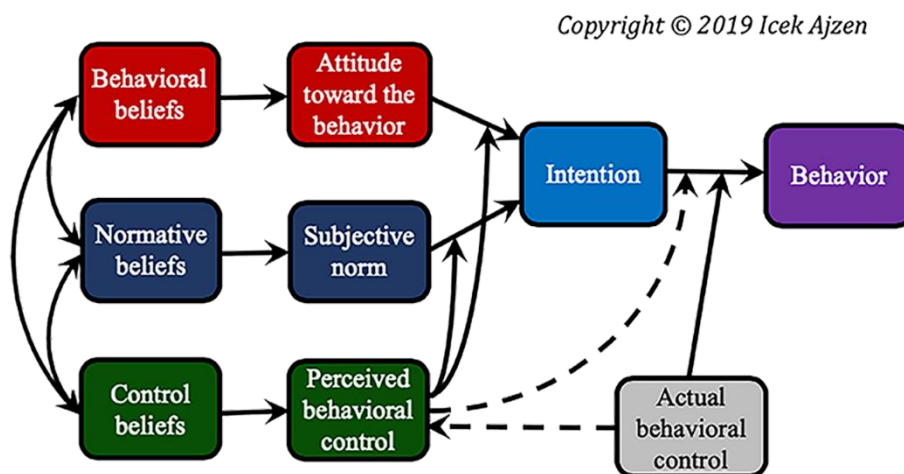 Copyright © 2019 Icek Ajzen
Behavioral
beliefs
Attitude
toward the
behavior
Intention
Behavior
Normative
beliefs
Subjective
norm
Control
beliefs
Perceived
behavioral
control
Actual
behavioral
control